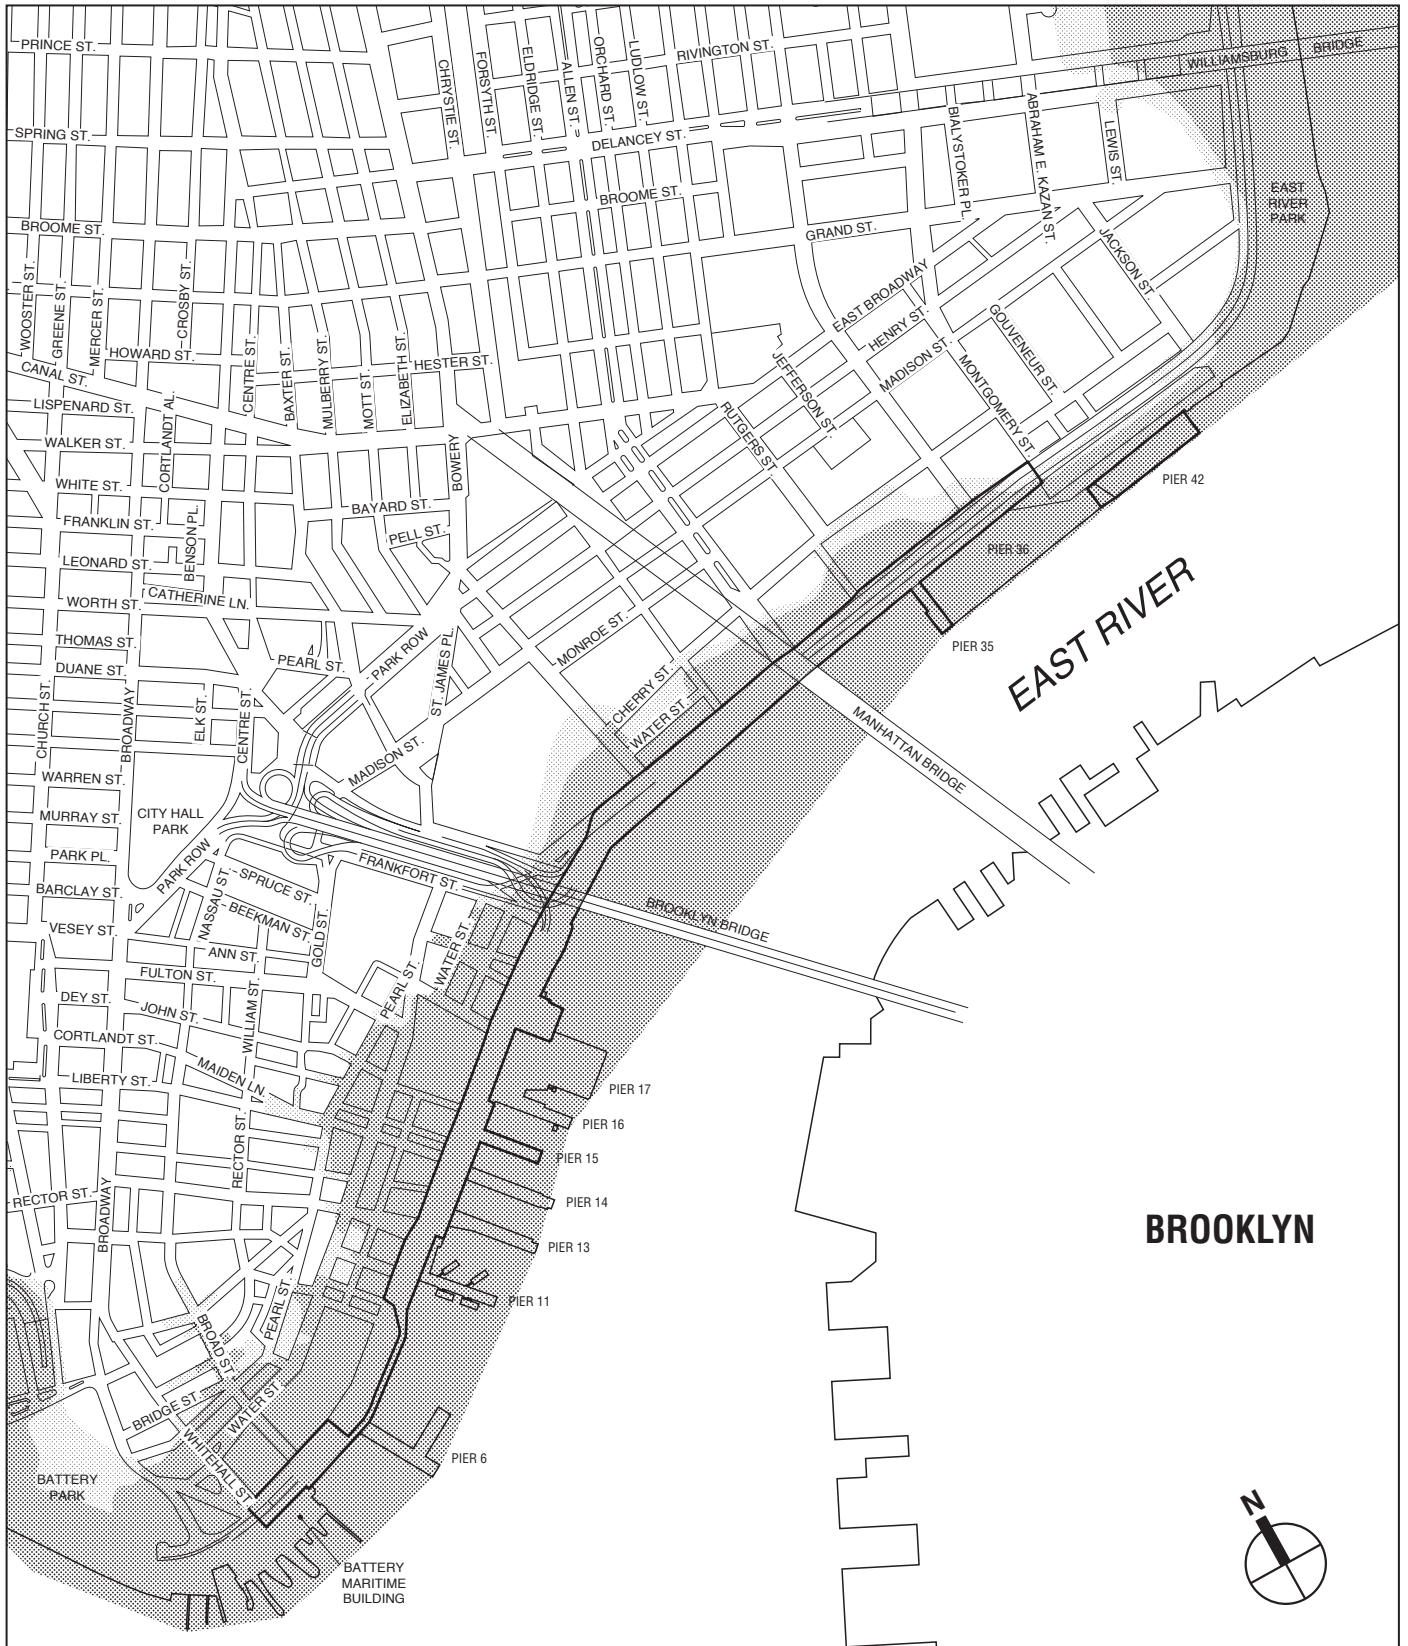 PRINCE ST.
SPRING ST.
BROOME ST.
WOOSTER ST.
GREENE ST.
MERCER ST.
CROSBY ST.
HOWARD ST.
CANAL ST.
LISPENARD ST.
WALKER ST.
CORTLANDT AL.
WHITE ST.
FRANKLIN ST.
BENSON PL.
LEONARD ST.
CATHERINE LN.
WORTH ST.
THOMAS ST.
DUANE ST.
CHURCH ST.
BROADWAY
ELK ST.
CENTRE ST.
WARREN ST.
MURRAY ST.
CITY HALL
PARK
PARK PL.
PARK ROW
BARCLAY ST.
VESEY ST.
NASSAU ST.
SPRUCE ST.
BEEKMAN ST.
GOLD ST.
ANN ST.
FULTON ST.
DEY ST.
JOHN ST.
WILLIAM ST.
CORTLANDT ST.
MAIDEN LN.
LIBERTY ST.
RECTOR ST.
RECTOR ST.
BROADWAY
PEARL ST.
BROAD ST.
BRIDGE ST.
WATER ST.
WHITEHALL ST.
BATTERY
PARK
BATTERY
MARITIME
BUILDING
CENTRE ST.
BAXTER ST.
MULBERRY ST.
MOTT ST.
ELIZABETH ST.
HESTER ST.
BOWERY
BAYARD ST.
PELL ST.
PEARL ST.
PARK ROW
ST. JAMES PL.
MADISON ST.
FRANKFORT ST.
PEARL ST.
WATER ST.
CHRYSTIE ST.
FORSYTH ST.
ELDRIDGE ST.
ALLEN ST.
ORCHARD ST.
LUDLOW ST.
RIVINGTON ST.
DELANCEY ST.
BROOME ST.
GRAND ST.
WILLIAMSBURG BRIDGE
BIALYSTOKER PL.
ABRAHAM E. KAZAN ST.
LEWIS ST.
EAST
RIVER
PARK
JACKSON ST.
EAST BROADWAY
HENRY ST.
MADISON ST.
GOUVENEUR ST.
MONTGOMERY ST.
JEFFERSON ST.
RUTGERS ST.
MONROE ST.
CHERRY ST.
WATER ST.
MANHATTAN BRIDGE
BROOKLYN BRIDGE
EAST RIVER
PIER 42
PIER 36
PIER 35
PIER 17
PIER 16
PIER 15
PIER 14
PIER 13
PIER 11
PIER 6
BROOKLYN
N